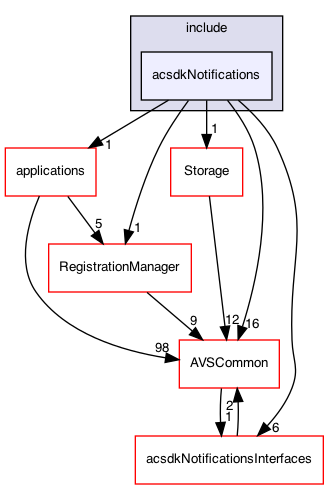 include
acsdkNotifications
1
1
applications
Storage
5
1
RegistrationManager
9
12
16
98
AVSCommon
2
1
6
acsdkNotificationsInterfaces